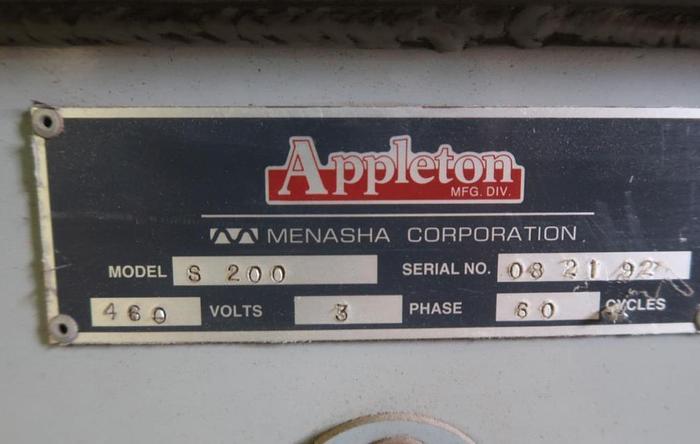 Appleton
MFG. DIV.
MENASHA CORPORATION
MODEL S 200 SERIAL NO. 08 21 92
460 VOLTS 3 PHASE 60 CYCLES